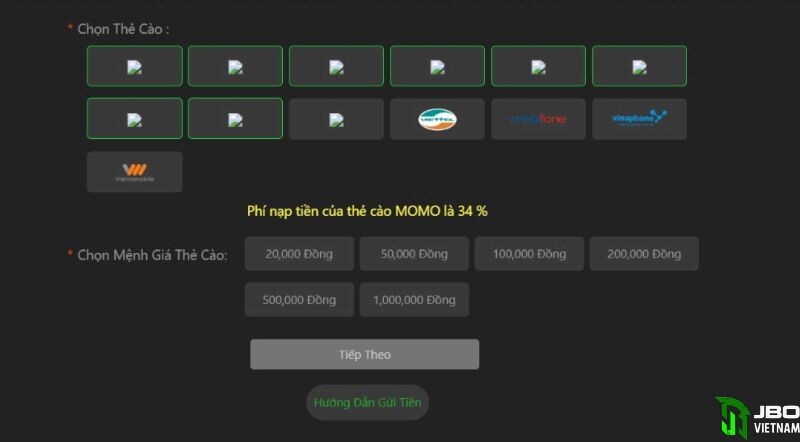 * Chọn Thẻ Cào :
VIETTEL mobifone vinaphone
Vietnamobile
Phí nạp tiền của thẻ cào MOMO là 34 %
* Chọn Mệnh Giá Thẻ Cào: 20,000 Đồng 50,000 Đồng 100,000 Đồng 200,000 Đồng
500,000 Đồng 1,000,000 Đồng
Tiếp Theo
Hướng Dẫn Gửi Tiền
JBO
VIETNAM